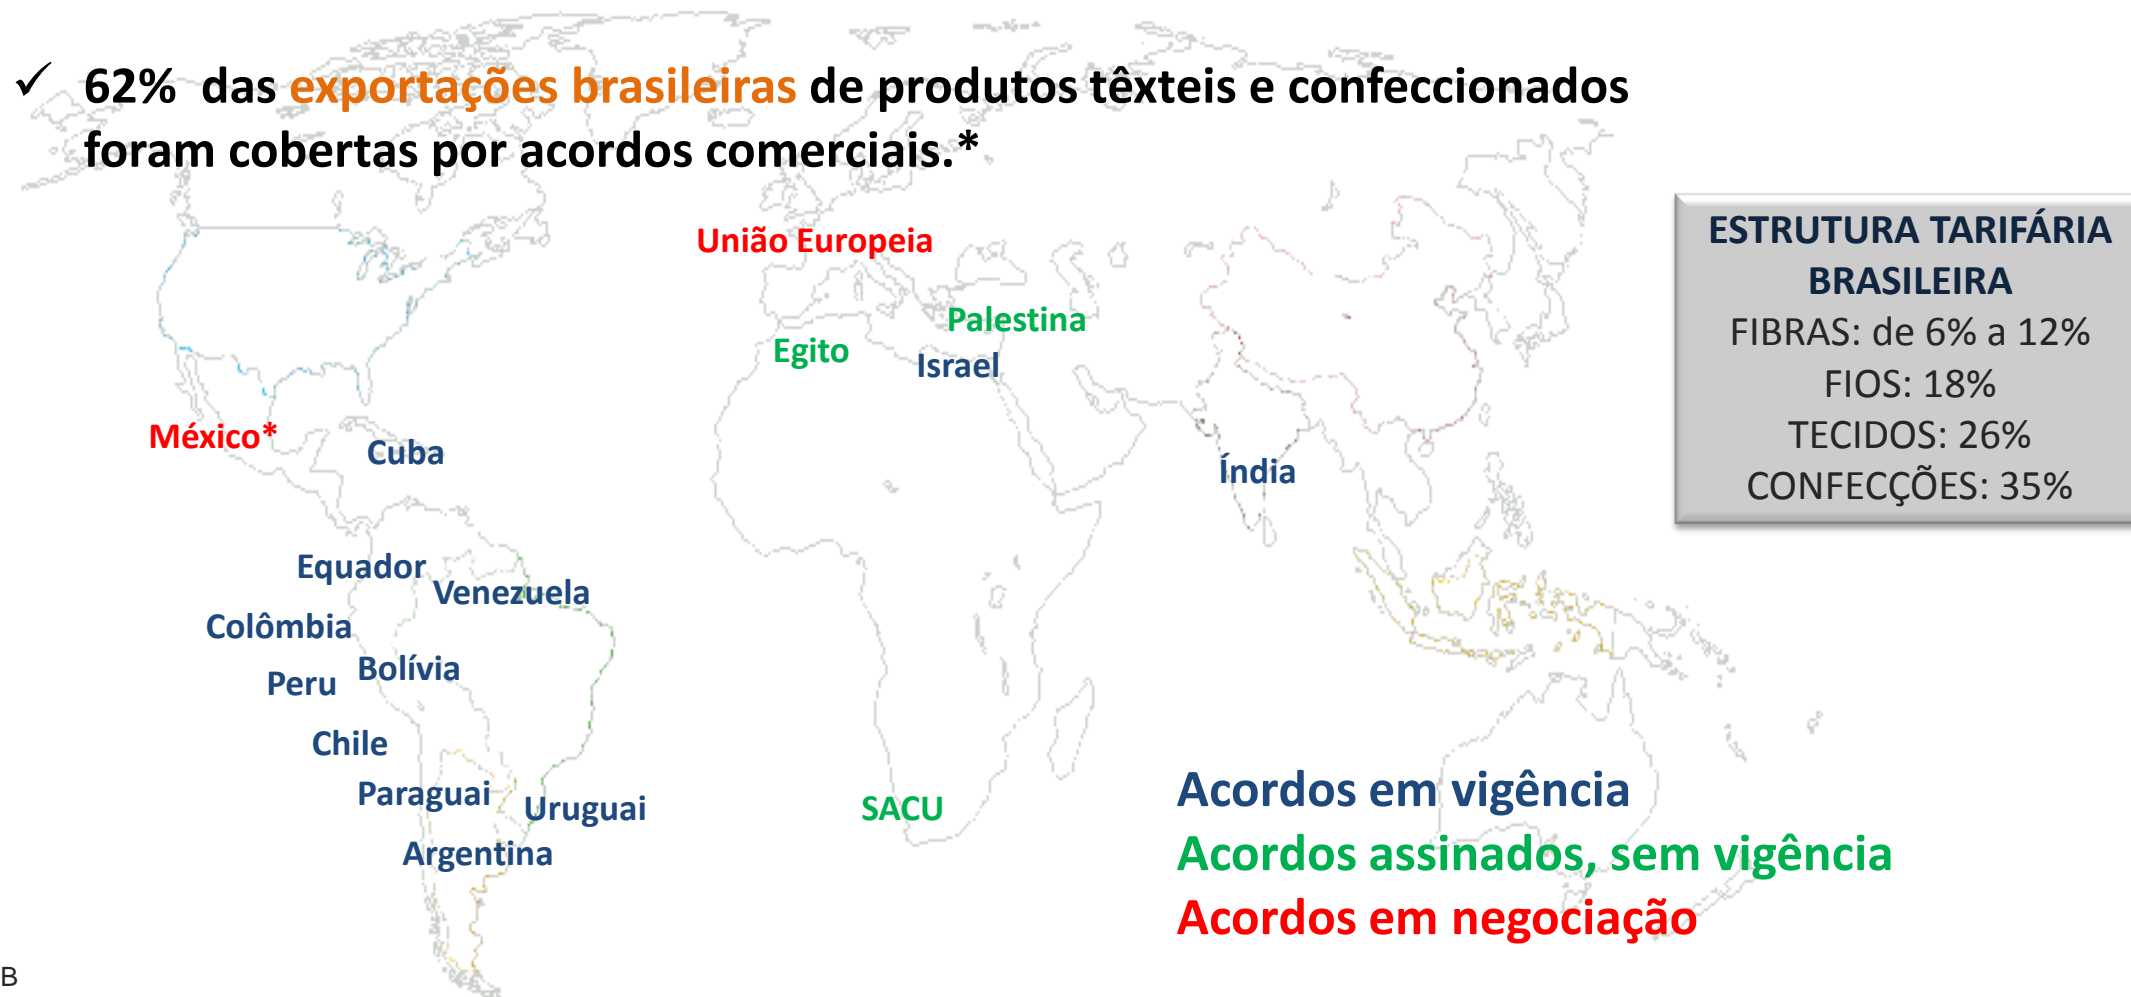 ✓ 62% das exportações brasileiras de produtos têxteis e confeccionados
foram cobertas por acordos comerciais.*
ESTRUTURA TARIFÁRIA
BRASILEIRA
FIBRAS: de 6% a 12%
FIOS: 18%
TECIDOS: 26%
CONFECÇÕES: 35%
União Europeia
Palestina
Egito
Israel
México*
Cuba
Índia
Equador
Venezuela
Colômbia
Bolívia
Peru
Chile
Paraguai
Uruguai
SACU
Argentina
Acordos em vigência
Acordos assinados, sem vigência
Acordos em negociação
B